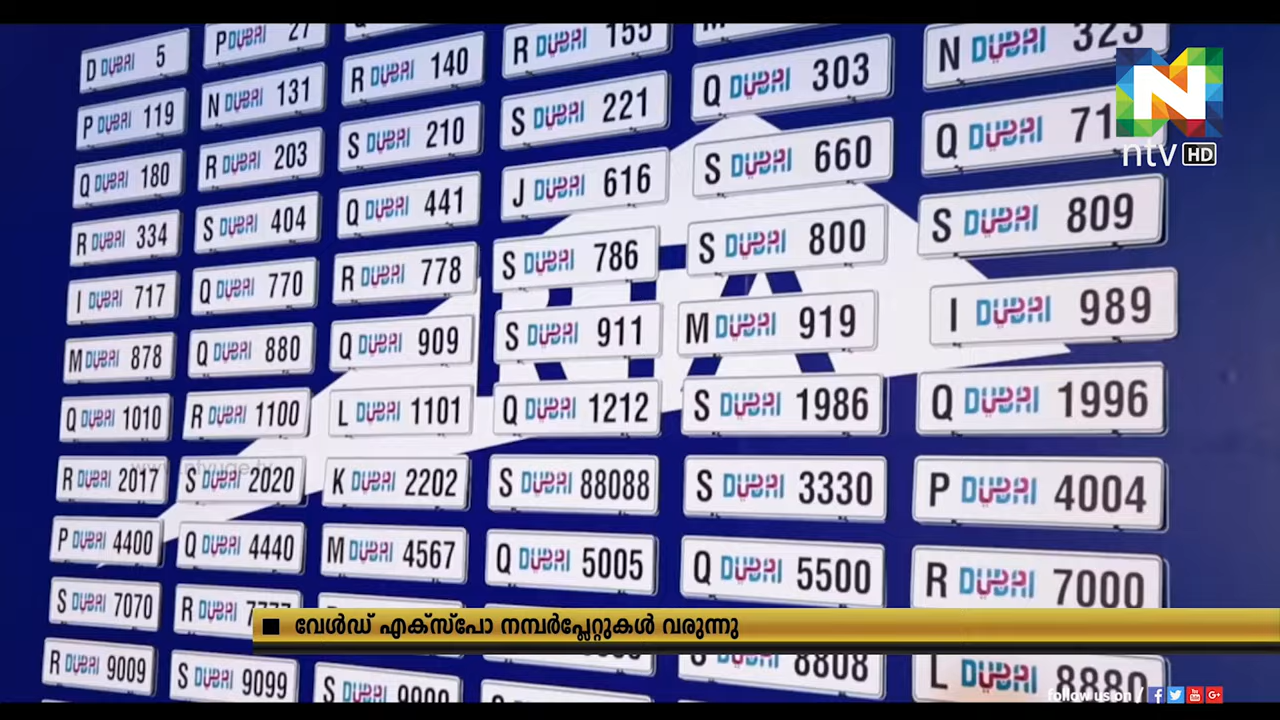 P DUBAI 27
R DUBAI 155
N DUBAI 323
D DUBAI 5
N DUBAI 131
R DUBAI 140
S DUBAI 221
Q DUBAI 303
P DUBAI 119
R DUBAI 203
S DUBAI 210
J DUBAI 616
S DUBAI 660
Q DUBAI
Q DUBAI 180
S DUBAI 404
Q DUBAI 441
S DUBAI 786
S DUBAI 800
S DUBAI 809
R DUBAI 334
Q DUBAI 770
R DUBAI 778
S DUBAI 911
M DUBAI 919
I DUBAI 989
I DUBAI 717
Q DUBAI 880
Q DUBAI 909
Q DUBAI 1212
S DUBAI 1986
Q DUBAI 1996
M DUBAI 878
R DUBAI 1100
L DUBAI 1101
S DUBAI 88088
S DUBAI 3330
P DUBAI 4004
Q DUBAI 1010
S DUBAI 2020
K DUBAI 2202
Q DUBAI 5005
Q DUBAI 5500
R DUBAI 7000
R DUBAI 2017
Q DUBAI 4440
M DUBAI 4567
P DUBAI 4400
R DUBAI
S DUBAI 7070
S DUBAI 9099
S DUBAI
8808
L DUBAI 8880
R DUBAI 9009
RTA
N
ntv HD
വേൾഡ് എക്സ്പോ നമ്പർപ്ലേറ്റുകൾ വരുന്നു
follow us on /